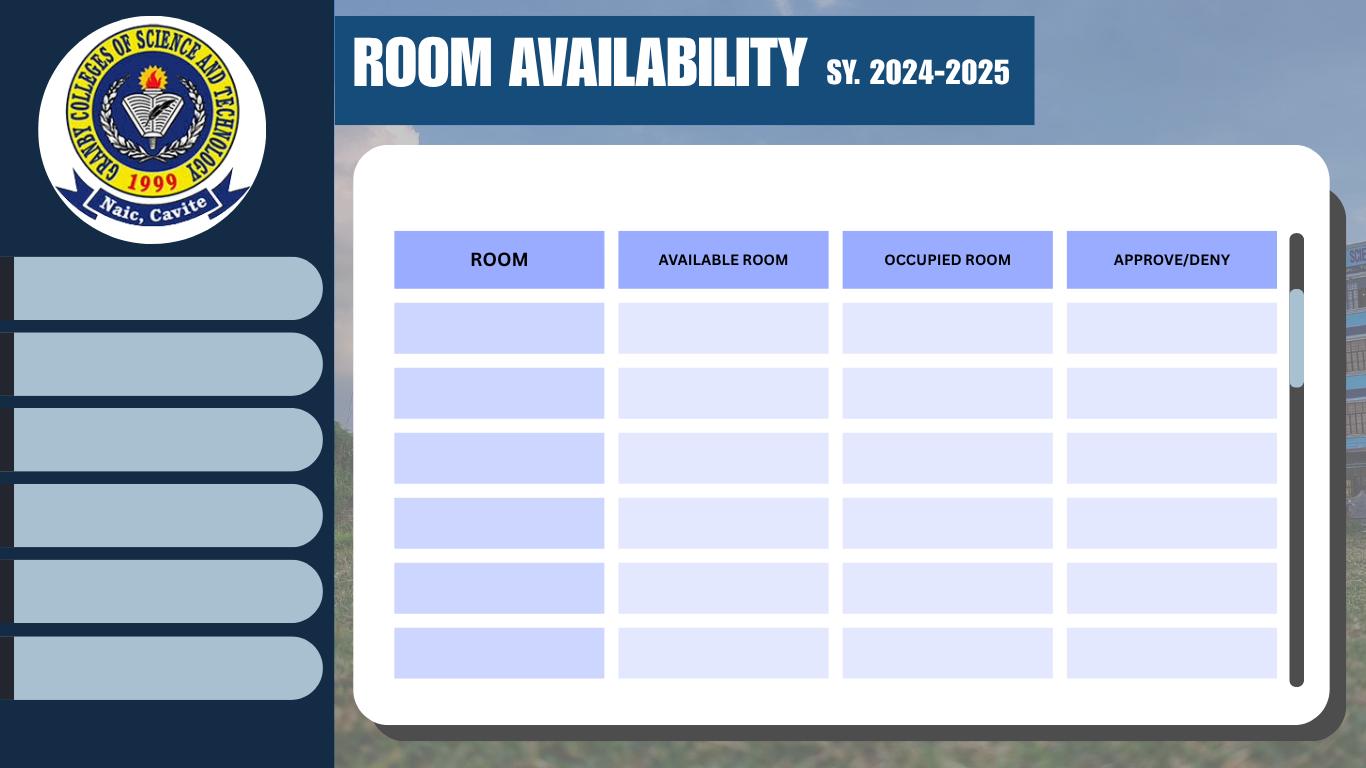 GRANBY COLLEGES OF SCIENCE AND TECHNOLOGY
1999
Naic, Cavite
ROOM AVAILABILITY SY. 2024-2025
ROOM AVAILABLE ROOM OCCUPIED ROOM APPROVE/DENY